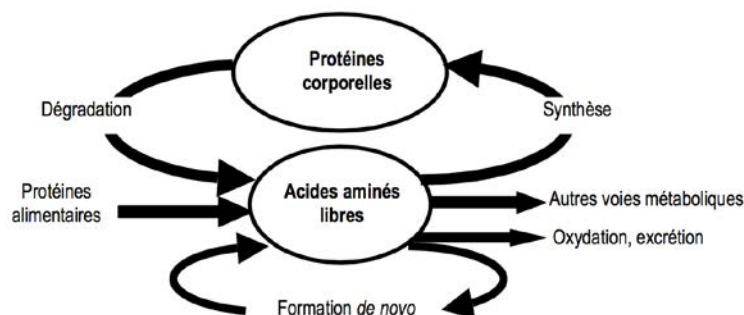 Protéines
corporelles
Dégradation
Synthèse
Protéines
alimentaires
Acides aminés
libres
Autres voies métaboliques
Oxydation, excrétion
Formation de novo